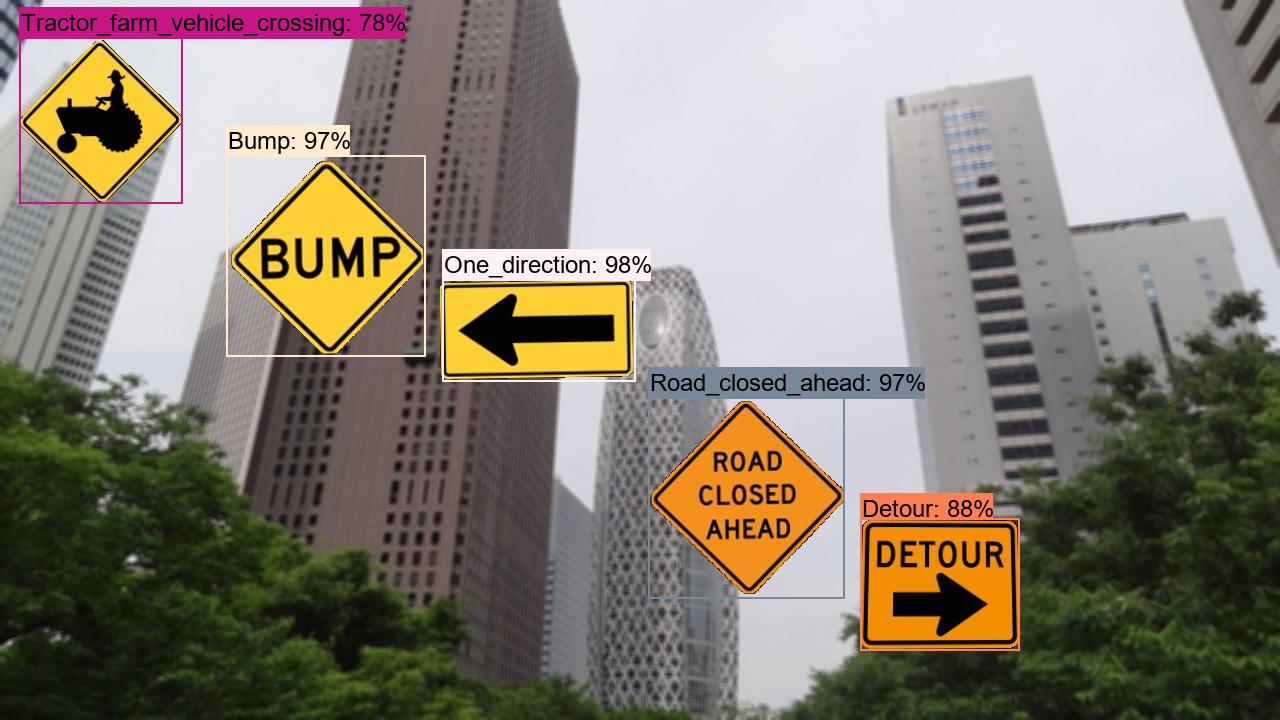 Tractor_farm_vehicle_crossing: 78%
Bump: 97%
BUMP
One_direction: 98%
Road_closed_ahead: 97%
ROAD
CLOSED
AHEAD
Detour: 88%
DETOUR